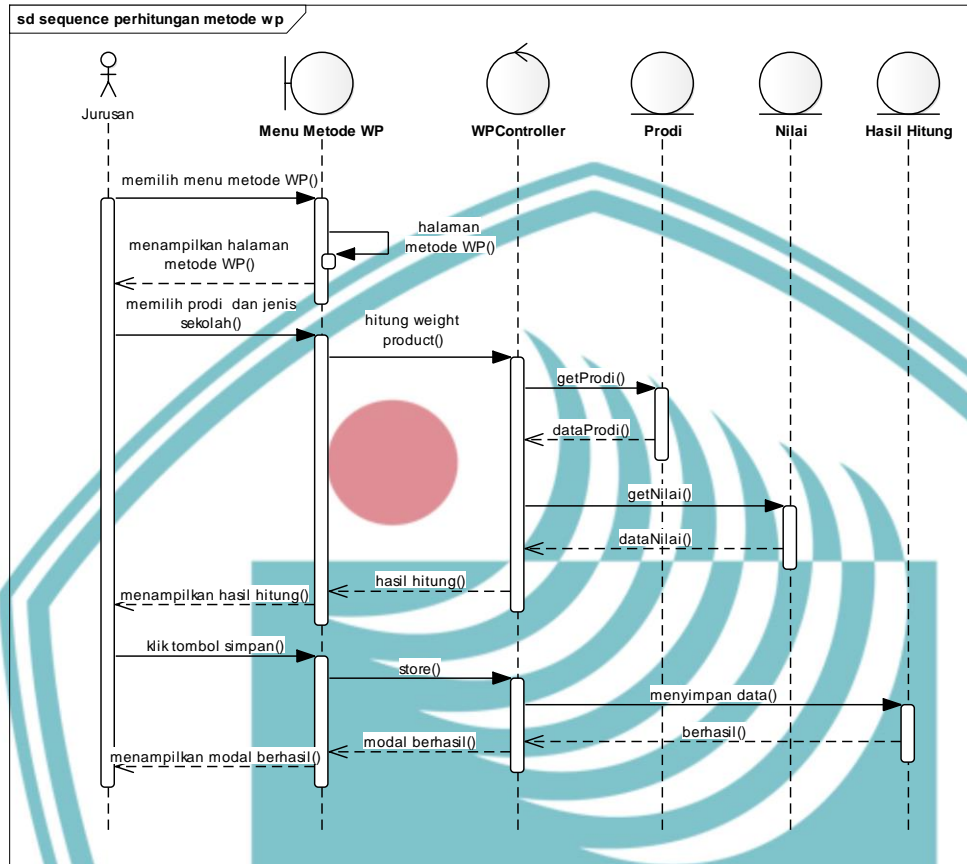 sd sequence perhitungan metode wp
Jurusan
Menu Metode WP
WPController
Prodi
Nilai
Hasil Hitung
memilih menu metode WP()
halaman
metode WP()
menampilkan halaman
metode WP()
memilih prodi dan jenis
sekolah()
hitung weight
product()
getProdi()
dataProdi()
getNilai()
dataNilai()
hasil hitung()
menampilkan hasil hitung()
klik tombol simpan()
store()
menyimpan data()
berhasil()
modal berhasil()
menampilkan modal berhasil()